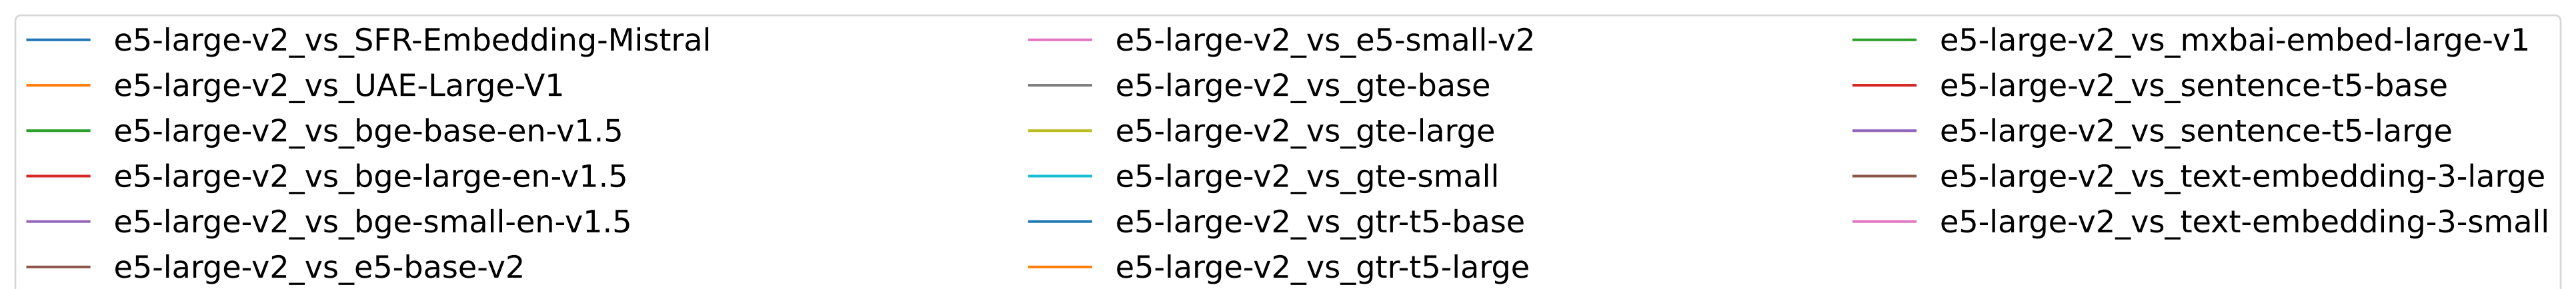 e5-large-v2_vs_SFR-Embedding-Mistral
e5-large-v2_vs_UAE-Large-V1
e5-large-v2_vs_bge-base-en-v1.5
e5-large-v2_vs_bge-large-en-v1.5
e5-large-v2_vs_bge-small-en-v1.5
e5-large-v2_vs_e5-base-v2
e5-large-v2_vs_e5-small-v2
e5-large-v2_vs_gte-base
e5-large-v2_vs_gte-large
e5-large-v2_vs_gte-small
e5-large-v2_vs_gtr-t5-base
e5-large-v2_vs_gtr-t5-large
e5-large-v2_vs_mxbai-embed-large-v1
e5-large-v2_vs_sentence-t5-base
e5-large-v2_vs_sentence-t5-large
e5-large-v2_vs_text-embedding-3-large
e5-large-v2_vs_text-embedding-3-small